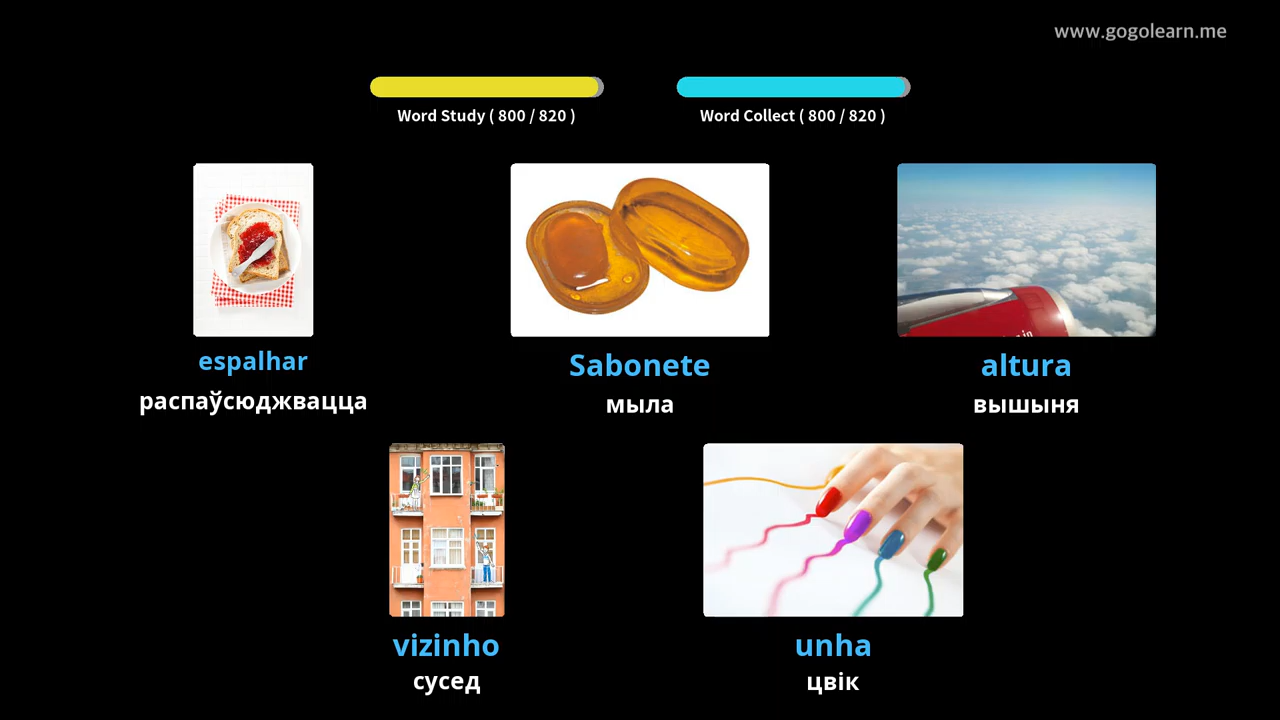 www.gogolearn.me
Word Study ( 800 / 820 )
Word Collect ( 800 / 820 )
espalhar
распаўсюджвацца
Sabonete
мыла
altura
вышыня
vizinho
сусед
unha
цвік